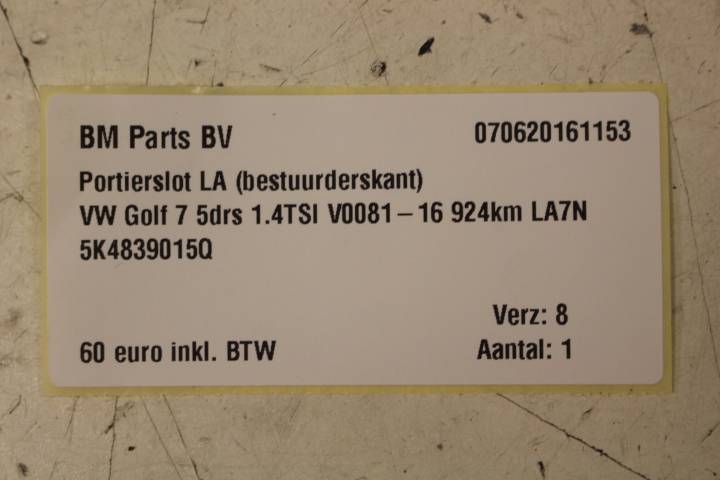 BM Parts BV 070620161153
Portierslot LA (bestuurderskant)
VW Golf 7 5drs 1.4TSI V0081-16 924km LA7N
5K4839015Q
Verz: 8
60 euro inkl. BTW Aantal: 1